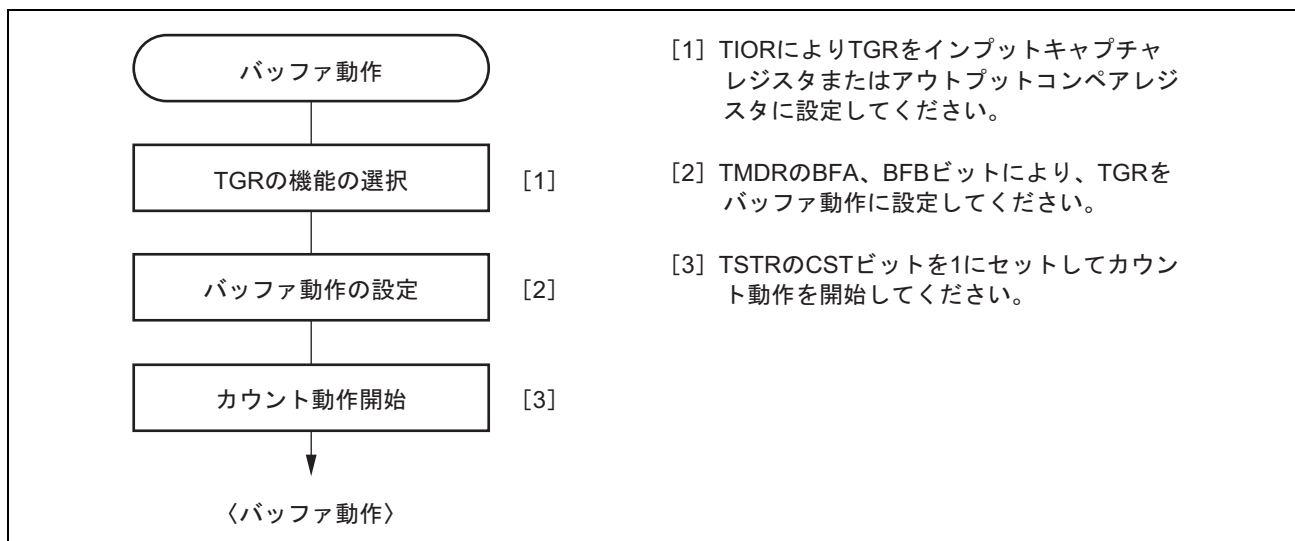 バッファ動作
TGRの機能の選択
[1]
バッファ動作の設定
[2]
カウント動作開始
[3]
〈バッファ動作〉
[1] TIORによりTGRをインプットキャプチャ
レジスタまたはアウトプットコンペアレジ
スタに設定してください。
[2] TMDRのBFA、BFBビットにより、TGRを
バッファ動作に設定してください。
[3] TSTRのCSTビットを1にセットしてカウン
ト動作を開始してください。